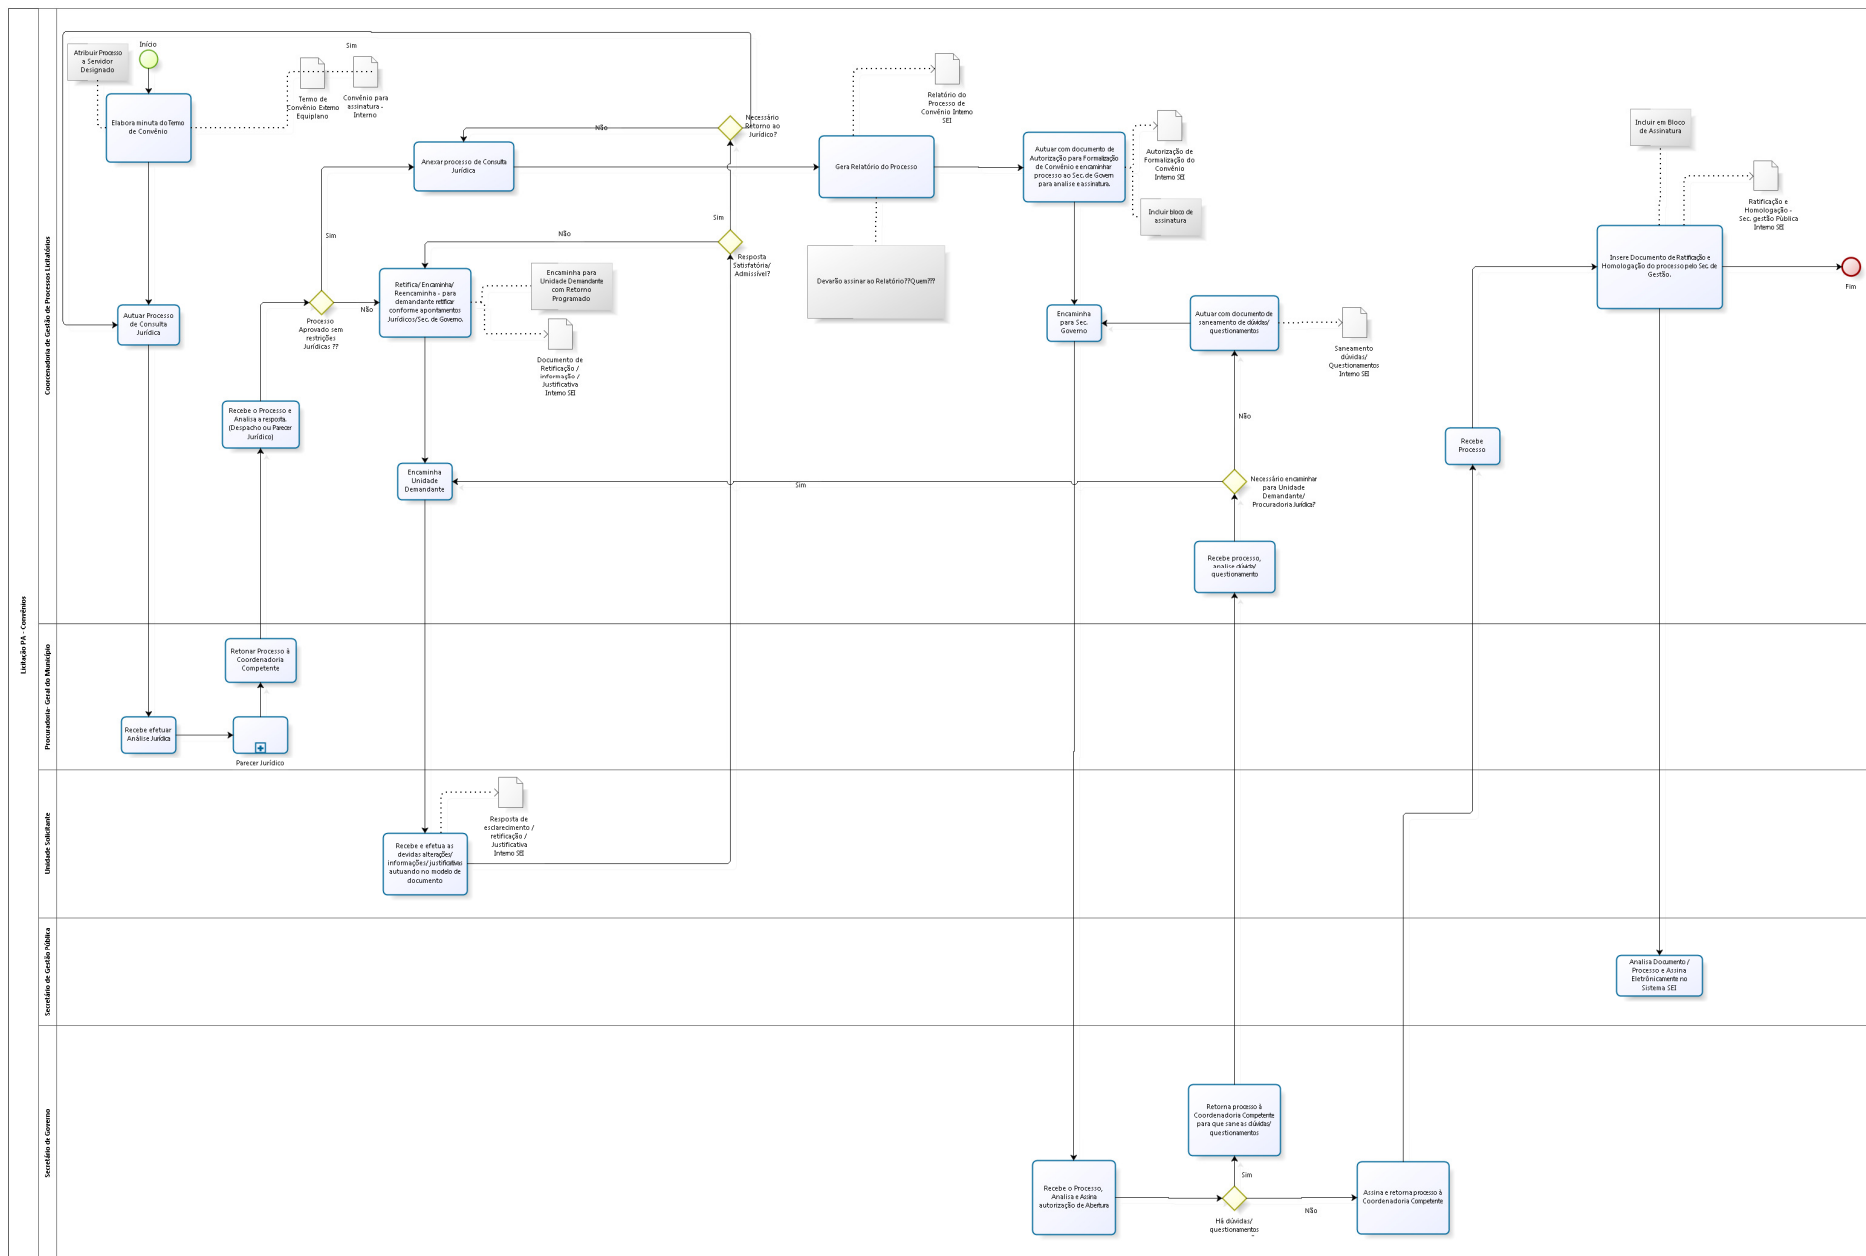 Licitação PA - Convênios
Coordenadoria de Gestão de Processos Licitatórios
Atribuir Processo
a Servidor
Designado
Início
Elabora minuta do Termo
de Convênio
Sim
Termo de
Convênio Externo
Equiplano
Convênio para
assinatura -
Interno
Autuar Processo
de Consulta
Jurídica
Recebe o Processo e
Analisa a resposta.
(Despacho ou Parecer
Jurídico)
Sim
Processo
Aprovado sem
restrições
Jurídicas ??
Não
Anexar processo de Consulta
Jurídica
Não
Necessário
Retorno ao
Jurídico?
Sim
Não
Resposta
Satisfatória/
Admissível?
Retifica/ Encaminha/
Reencaminha - para
demandante retificar
conforme apontamentos
Jurídicos/Sec. de Governo.
Encaminha para
Unidade Demandante
com Retorno
Programado
Documento de
Retificação /
informação /
Justificativa
Interno SEI
Encaminha
Unidade
Demandante
Sim
Gera Relatório do Processo
Relatório do
Processo de
Convênio Interno
SEI
Devarão assinar ao Relatório??Quem???
Autuar com documento de
Autorização para Formalização
de Convênio e ncaminhar
processo ao Sec. de Govern
para analise e assinatura.
Autorização de
Formalização do
Convênio
Interno SEI
Incluir bloco de
assinatura
Encaminha
para Sec.
Governo
Autuar com documento de
saneamento de dúvidas/
questionamentos
Saneamento
dúvidas/
Questionamentos
Interno SEI
Não
Necessário encaminhar
para Unidade
Demandante/
Procuradoria Jurídica?
Recebe processo,
analise dúvida/
questionamento
Recebe
Processo
Incluir em Bloco
de Assinatura
Ratificação e
Homologação -
Sec. gestão Pública
Interno SEI
Insere Documento de Ratificação e
Homologação do processo pelo Sec. de
Gestão.
Fim
Procuradoria- Geral do Município
Retonar Processo à
Coordenadoria
Competente
Recebe efetuar
Análise Jurídica
Parecer Jurídico
Unidade Solicitante
Resposta de
esclarecimento /
retificação /
Justificativa
Interno SEI
Recebe e efetua as
devidas alterações/
informações/ justificativas
autuando no modelo de
documento
Secretário de Gestão Pública
Analisa Documento /
Processo e Assina
Eletrônicamente no
Sistema SEI
Secretário de Governo
Retorna processo à
Coordenadoria Competente
para que sane as dúvidas/
questionamentos
Sim
Recebe o Processo,
Analisa e Assina
autorização de Abertura
Há dúvidas/
questionamentos
Não
Assina e retorna processo à
Coordenadoria Competente